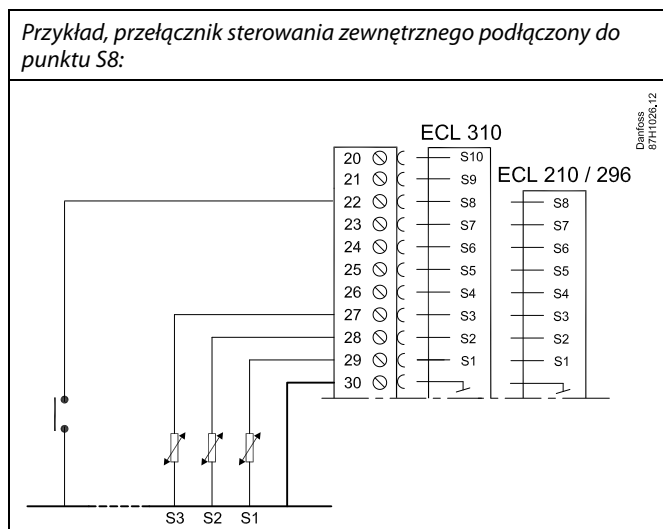 Przykład, przełącznik sterowania zewnętrznego podłączony do
punktu S8:
Danfoss
87H1026.12
ECL 310
ECL 210 / 296
20 S10
21 S9
22 S8 S8
23 S7 S7
24 S6 S6
25 S5 S5
26 S4 S4
27 S3 S3
28 S2 S2
29 S1 S1
30
S3 S2 S1